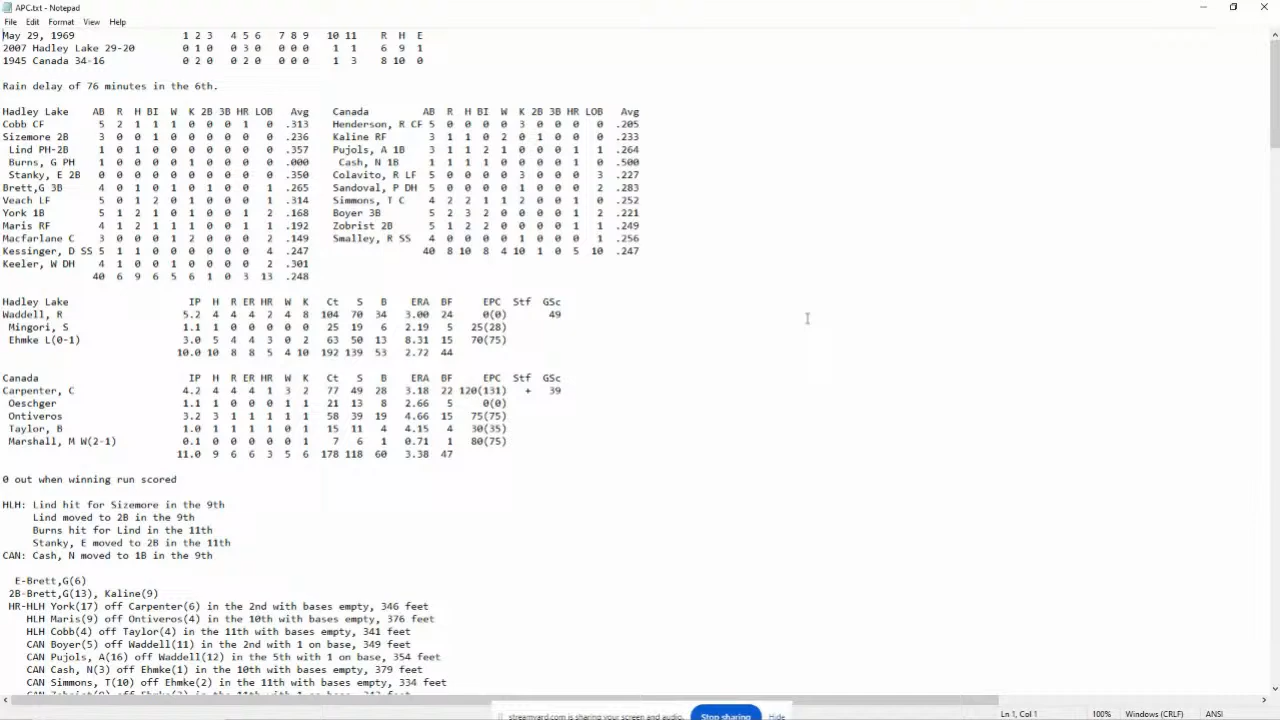 APC.txt - Notepad
File Edit Format View Help
May 29, 1969 1 2 3 4 5 6 7 8 9 10 11 R H E
2007 Hadley Lake 29-20 0 1 0 0 3 0 0 0 0 1 1 6 9 1
1945 Canada 34-16 0 2 0 0 2 0 0 0 0 1 3 8 10 0
Rain delay of 76 minutes in the 6th.
Hadley Lake AB R H BI W K 2B 3B HR LOB Avg Canada AB R H BI W K 2B 3B HR LOB Avg
Cobb CF 5 2 1 1 1 0 0 0 1 0 .313 Henderson, R CF 5 0 0 0 0 3 0 0 0 0 .205
Sizemore 2B 3 0 0 1 0 0 0 0 0 0 .236 Kaline RF 3 1 1 0 2 0 1 0 0 0 .233
Lind PH-2B 1 0 1 0 0 0 0 0 0 0 .357 Pujols, A 1B 3 1 1 2 1 0 0 0 1 1 .264
Burns, G PH 1 0 0 0 0 1 0 0 0 0 .000 Cash, N 1B 1 1 1 1 0 0 0 0 1 0 .500
Stanky, E 2B 0 0 0 0 0 0 0 0 0 0 .350 Colavito, R LF 5 0 0 0 0 3 0 0 0 3 .227
Brett,G 3B 4 0 1 0 1 0 1 0 0 1 .265 Sandoval, P DH 5 0 0 0 0 1 0 0 0 2 .283
Veach LF 5 0 1 2 0 1 0 0 0 1 .314 Simmons, T C 4 2 2 1 1 2 0 0 1 0 .252
York 1B 5 1 2 1 0 1 0 0 1 2 .168 Boyer 3B 5 2 3 2 0 0 0 0 1 2 .221
Maris RF 4 1 2 1 1 1 0 0 1 1 .192 Zobrist 2B 5 1 2 2 0 0 0 0 1 1 .249
Macfarlane C 3 0 0 0 1 2 0 0 0 2 .149 Smalley, R SS 4 0 0 0 0 1 0 0 0 1 .256
Kessinger, D SS 5 1 1 0 0 0 0 0 0 4 .247 40 8 10 8 4 10 1 0 5 10 .247
Keeler, W DH 4 1 0 0 1 0 0 0 0 2 .301
40 6 9 6 5 6 1 0 3 13 .248
Hadley Lake IP H R ER HR W K Ct S B ERA BF EPC Stf GSc
Waddell, R 5.2 4 4 4 2 4 8 104 70 34 3.00 24 0(0) 49
Mingori, S 1.1 1 0 0 0 0 0 25 19 6 2.19 5 25(28)
Ehmke L(0-1) 3.0 5 4 4 3 0 2 63 50 13 8.31 15 70(75)
10.0 10 8 8 5 4 10 192 139 53 2.72 44
Canada IP H R ER HR W K Ct S B ERA BF EPC Stf GSc
Carpenter, C 4.2 4 4 4 1 3 2 77 49 28 3.18 22 120(131) + 39
Oeschger 1.1 1 0 0 0 1 1 21 13 8 2.66 5 0(0)
Ontiveros 3.2 3 1 1 1 1 1 58 39 19 4.66 15 75(75)
Taylor, B 1.0 1 1 1 1 0 1 15 11 4 4.15 4 30(35)
Marshall, M W(2-1) 0.1 0 0 0 0 0 1 7 6 1 0.71 1 80(75)
11.0 9 6 6 3 5 6 178 118 60 3.38 47
0 out when winning run scored
HLH: Lind hit for Sizemore in the 9th
Lind moved to 2B in the 9th
Burns hit for Lind in the 11th
Stanky, E moved to 2B in the 11th
CAN: Cash, N moved to 1B in the 9th
E-Brett,G(6)
2B-Brett,G(13), Kaline(9)
HR-HLH York(17) off Carpenter(6) in the 2nd with bases empty, 346 feet
HLH Maris(9) off Ontiveros(4) in the 10th with bases empty, 376 feet
HLH Cobb(4) off Taylor(4) in the 11th with bases empty, 341 feet
CAN Boyer(5) off Waddell(11) in the 2nd with 1 on base, 349 feet
CAN Pujols, A(16) off Waddell(12) in the 5th with 1 on base, 354 feet
CAN Cash, N(3) off Ehmke(1) in the 10th with bases empty, 379 feet
CAN Simmons, T(10) off Ehmke(2) in the 11th with bases empty, 334 feet
streamyard.com is sharing your screen and audio. Stop sharing Hide
Ln 1, Col 1 100% Windows (CRLF) ANSI